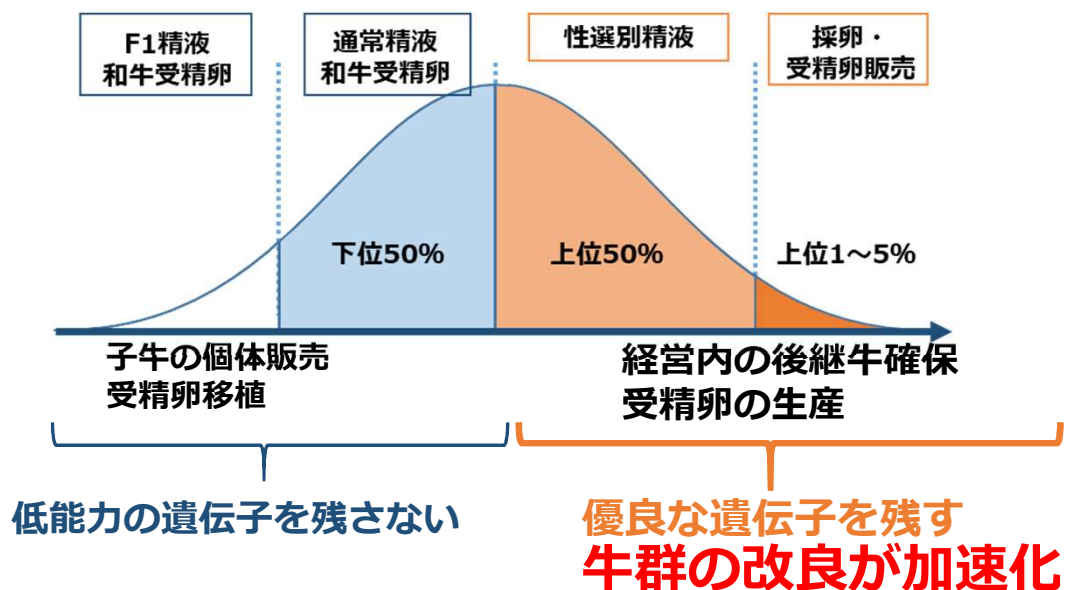 F1精液
和牛受精卵
通常精液
和牛受精卵
性選別精液
採卵・
受精卵販売
下位50%
上位50%
上位1～5%
子牛の個体販売
受精卵移植
経営内の後継牛確保
受精卵の生産
低能力の遺伝子を残さない
優良な遺伝子を残す
牛群の改良が加速化